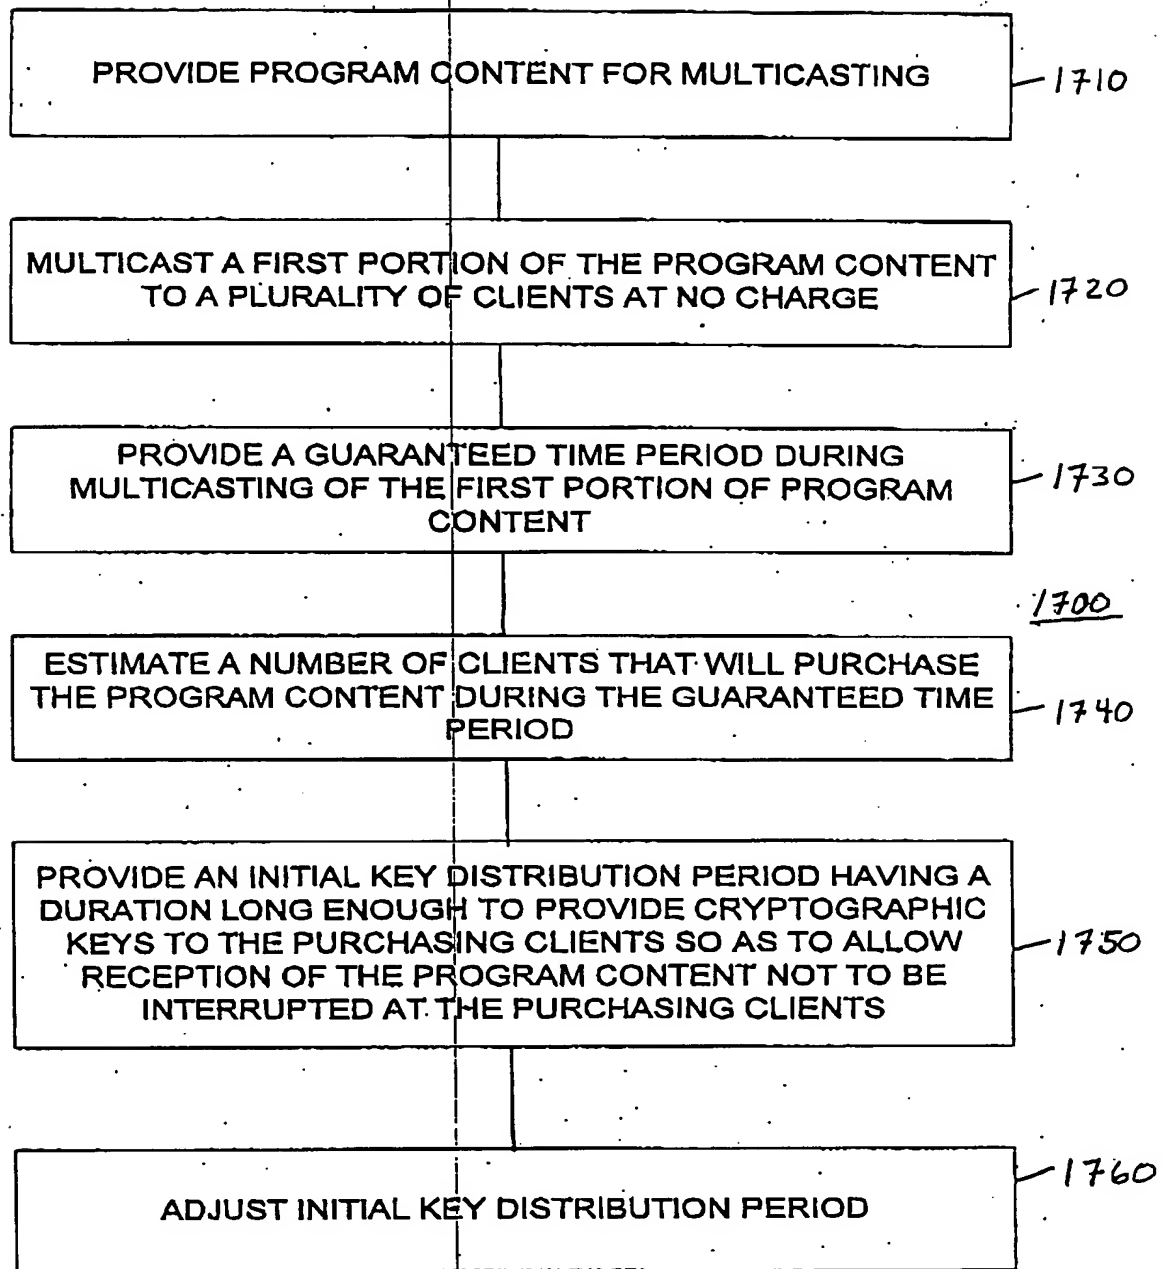 PROVIDE PROGRAM CONTENT FOR MULTICASTING
1710
MULTICAST A FIRST PORTION OF THE PROGRAM CONTENT
TO A PLURALITY OF CLIENTS AT NO CHARGE
1720
PROVIDE A GUARANTEED TIME PERIOD DURING
MULTICASTING OF THE FIRST PORTION OF PROGRAM
CONTENT
1730
1700
ESTIMATE A NUMBER OF CLIENTS THAT WILL PURCHASE
THE PROGRAM CONTENT DURING THE GUARANTEED TIME
PERIOD
1740
PROVIDE AN INITIAL KEY DISTRIBUTION PERIOD HAVING A
DURATION LONG ENOUGH TO PROVIDE CRYPTOGRAPHIC
KEYS TO THE PURCHASING CLIENTS SO AS TO ALLOW
RECEPTION OF THE PROGRAM CONTENT NOT TO BE
INTERRUPTED AT THE PURCHASING CLIENTS
1750
ADJUST INITIAL KEY DISTRIBUTION PERIOD
1760